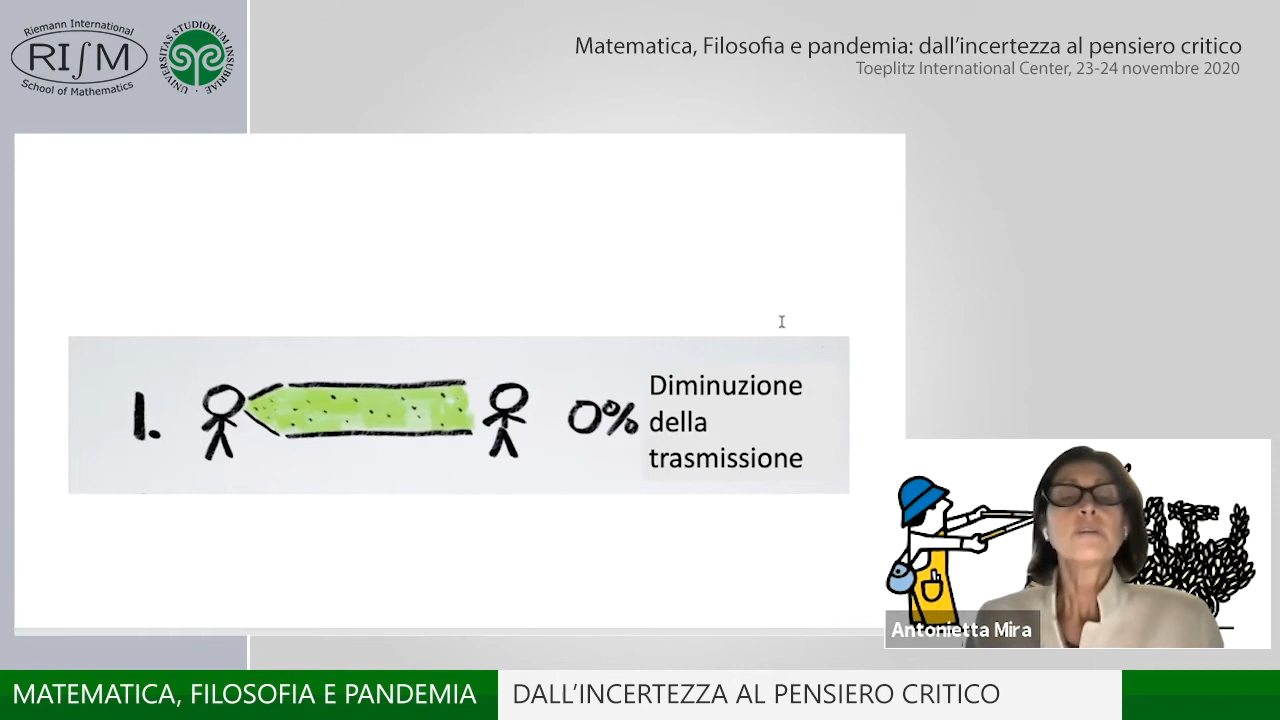 Riemann International
RI∫M
School of Mathematics
UNIVERSITAS STUDIORUM INSUBRIAE
Matematica, Filosofia e pandemia: dall'incertezza al pensiero critico
Toeplitz International Center, 23-24 novembre 2020
1.
0%
Diminuzione
della
trasmissione
Antonietta Mira
MATEMATICA, FILOSOFIA E PANDEMIA
DALL'INCERTEZZA AL PENSIERO CRITICO